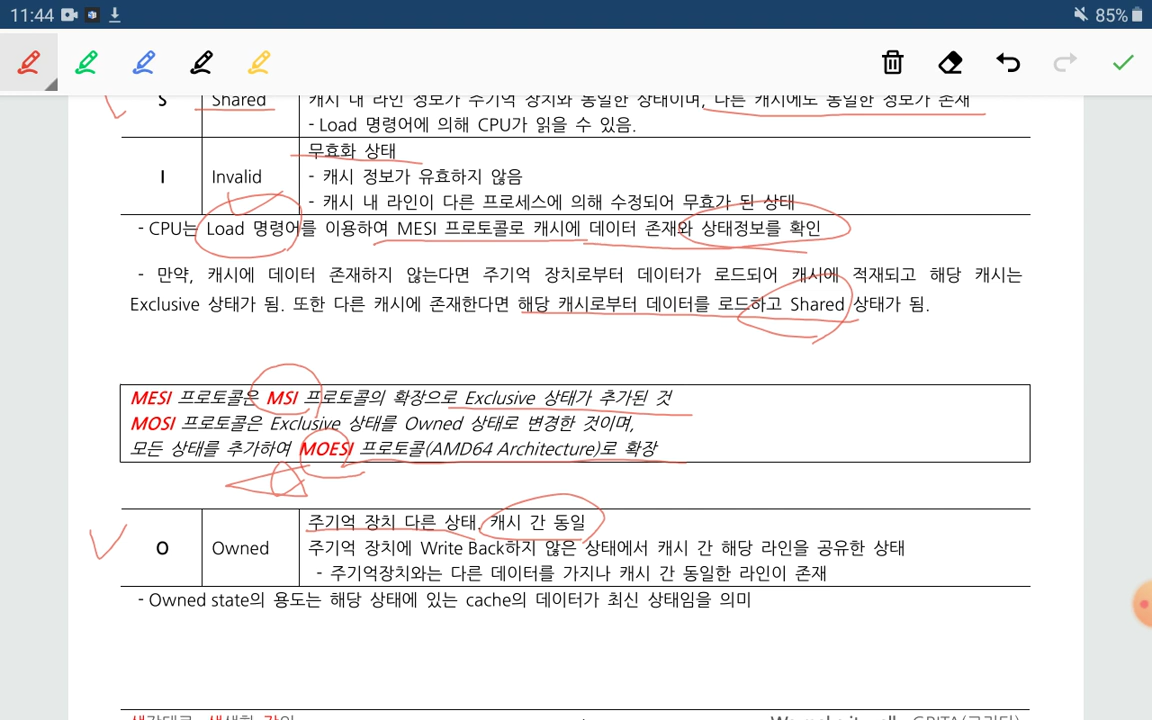 11:44
85%
S Shared 캐시 내 라인 정보가 주기억 장치와 동일한 상태이며, 다른 캐시에도 동일한 정보가 존재
- Load 명령어에 의해 CPU가 읽을 수 있음.
무효화 상태
I Invalid - 캐시 정보가 유효하지 않음
- 캐시 내 라인이 다른 프로세스에 의해 수정되어 무효가 된 상태
- CPU는 Load 명령어를 이용하여 MESI 프로토콜로 캐시에 데이터 존재와 상태정보를 확인
- 만약, 캐시에 데이터 존재하지 않는다면 주기억 장치로부터 데이터가 로드되어 캐시에 적재되고 해당 캐시는
Exclusive 상태가 됨. 또한 다른 캐시에 존재한다면 해당 캐시로부터 데이터를 로드하고 Shared 상태가 됨.
MESI 프로토콜은 MSI 프로토콜의 확장으로 Exclusive 상태가 추가된 것
MOSI 프로토콜은 Exclusive 상태를 Owned 상태로 변경한 것이며,
모든 상태를 추가하여 MOESI 프로토콜(AMD64 Architecture)로 확장
주기억 장치 다른 상태, 캐시 간 동일
O Owned 주기억 장치에 Write Back하지 않은 상태에서 캐시 간 해당 라인을 공유한 상태
- 주기억장치와는 다른 데이터를 가지나 캐시 간 동일한 라인이 존재
- Owned state의 용도는 해당 상태에 있는 cache의 데이터가 최신 상태임을 의미